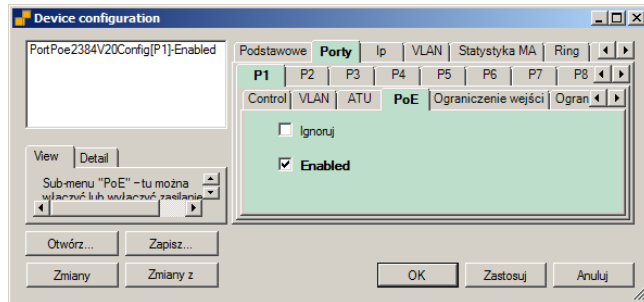 Device configuration
PortPoe2384V20Config[P1]-Enabled
Podstawowe Porty Ip VLAN Statystyka MA Ring
P1 P2 P3 P4 P5 P6 P7 P8
Control VLAN ATU PoE Ograniczenie wejści Ogran
Ignoruj
Enabled
View Detail
Sub-menu "PoE" – tu można
włączyć lub wyłączyć zasilanie
Otwórz... Zapisz...
Zmiany Zmiany z
OK Zastosuj Anuluj